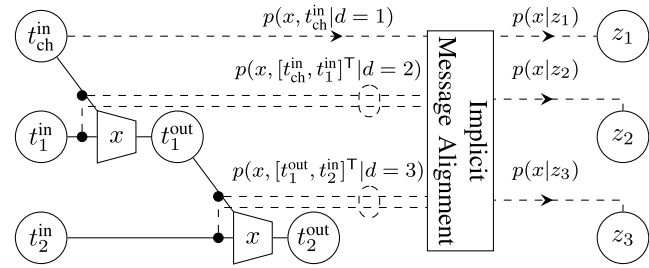 t_ch^in
p(x, t_ch^in|d = 1)
p(x|z_1)
z_1
p(x, [t_ch^in, t_1^in]^⊤|d = 2)
p(x|z_2)
t_1^in
x
t_1^out
z_2
Implicit
Message Alignment
p(x, [t_1^out, t_2^in]^⊤|d = 3)
p(x|z_3)
t_2^in
x
t_2^out
z_3